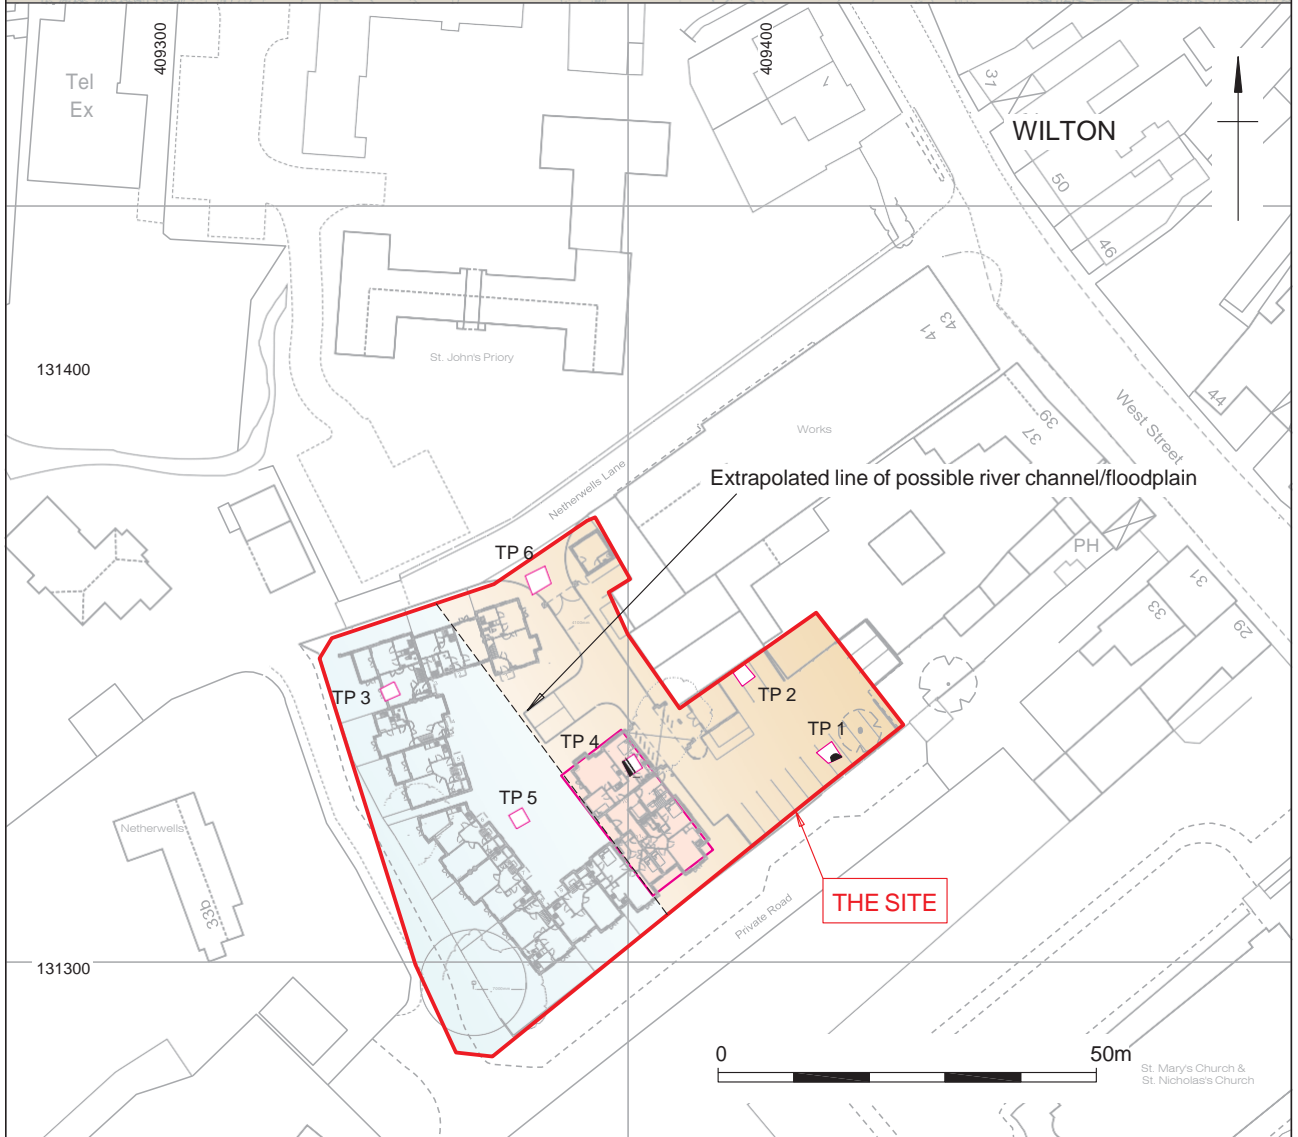 409300
409400
Tel
Ex
1
31
WILTON
50
46
43
41
St. John's Priory
131400
44
West Street
39
37
Works
Netherwells Lane
Extrapolated line of possible river channel/floodplain
PH
TP 6
31
33
29
TP 3
TP 2
TP 4
TP 1
TP 5
Netherwells
33b
THE SITE
Private Road
131300
0
50m
St. Mary's Church &
St. Nicholas's Church